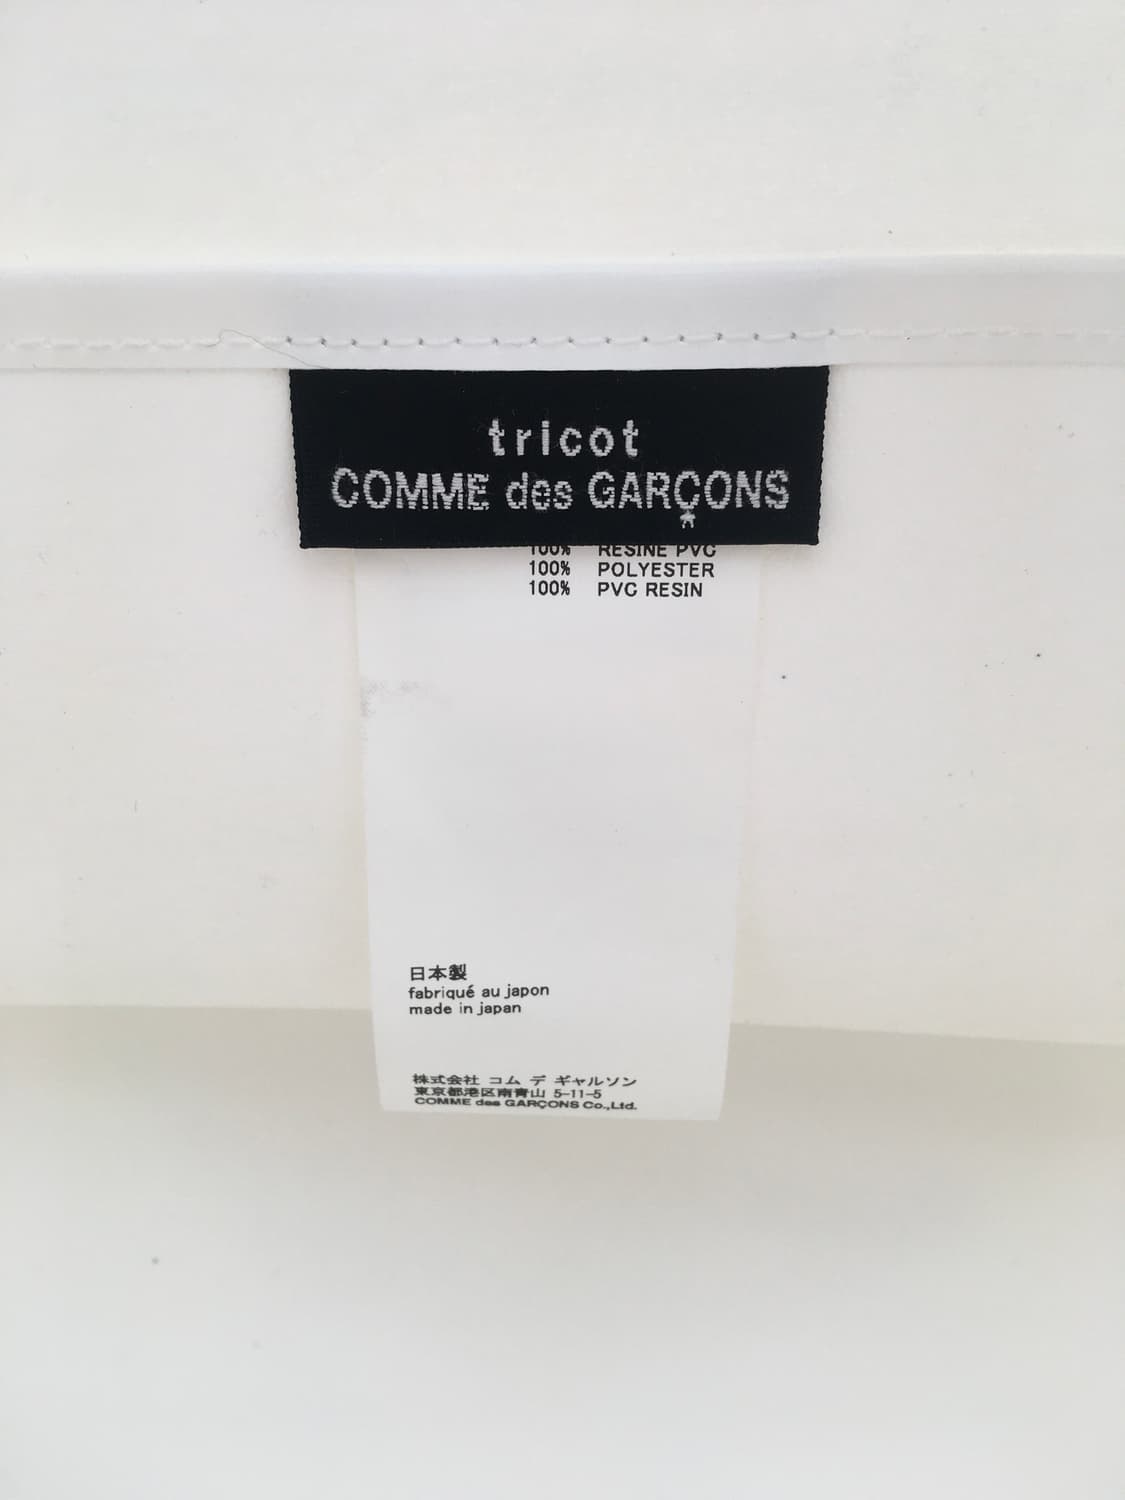 tricot
COMME des GARÇONS
100% RESINE PVC
100% POLYESTER
100% PVC RESIN
日本製
fabriqué au japon
made in japan
株式会社 コム デ ギャルソン
東京都港区南青山 5-11-5
COMME des GARÇONS Co.,Ltd.